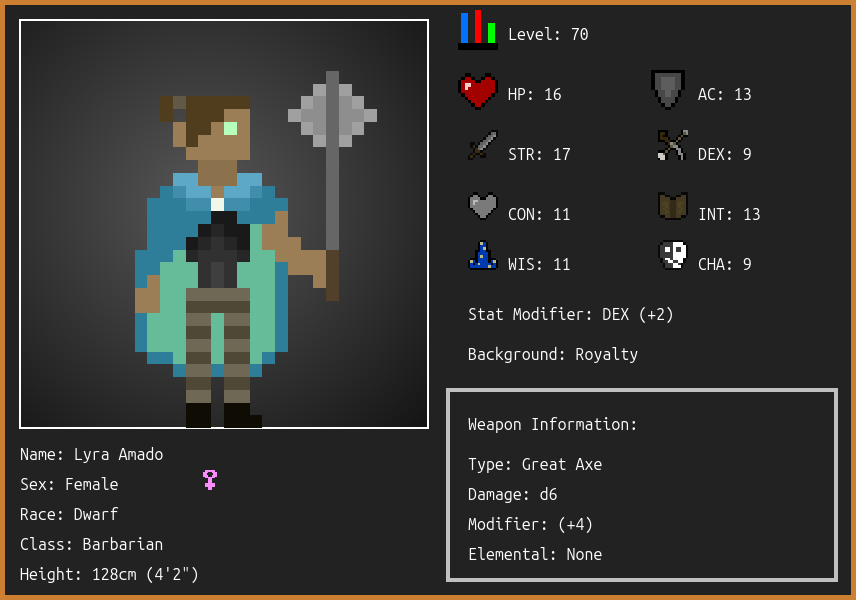 Level: 70
HP: 16
AC: 13
STR: 17
DEX: 9
CON: 11
INT: 13
WIS: 11
CHA: 9
Stat Modifier: DEX (+2)
Background: Royalty
Weapon Information:
Type: Great Axe
Damage: d6
Modifier: (+4)
Elemental: None
Name: Lyra Amado
Sex: Female
Race: Dwarf
Class: Barbarian
Height: 128cm (4'2")